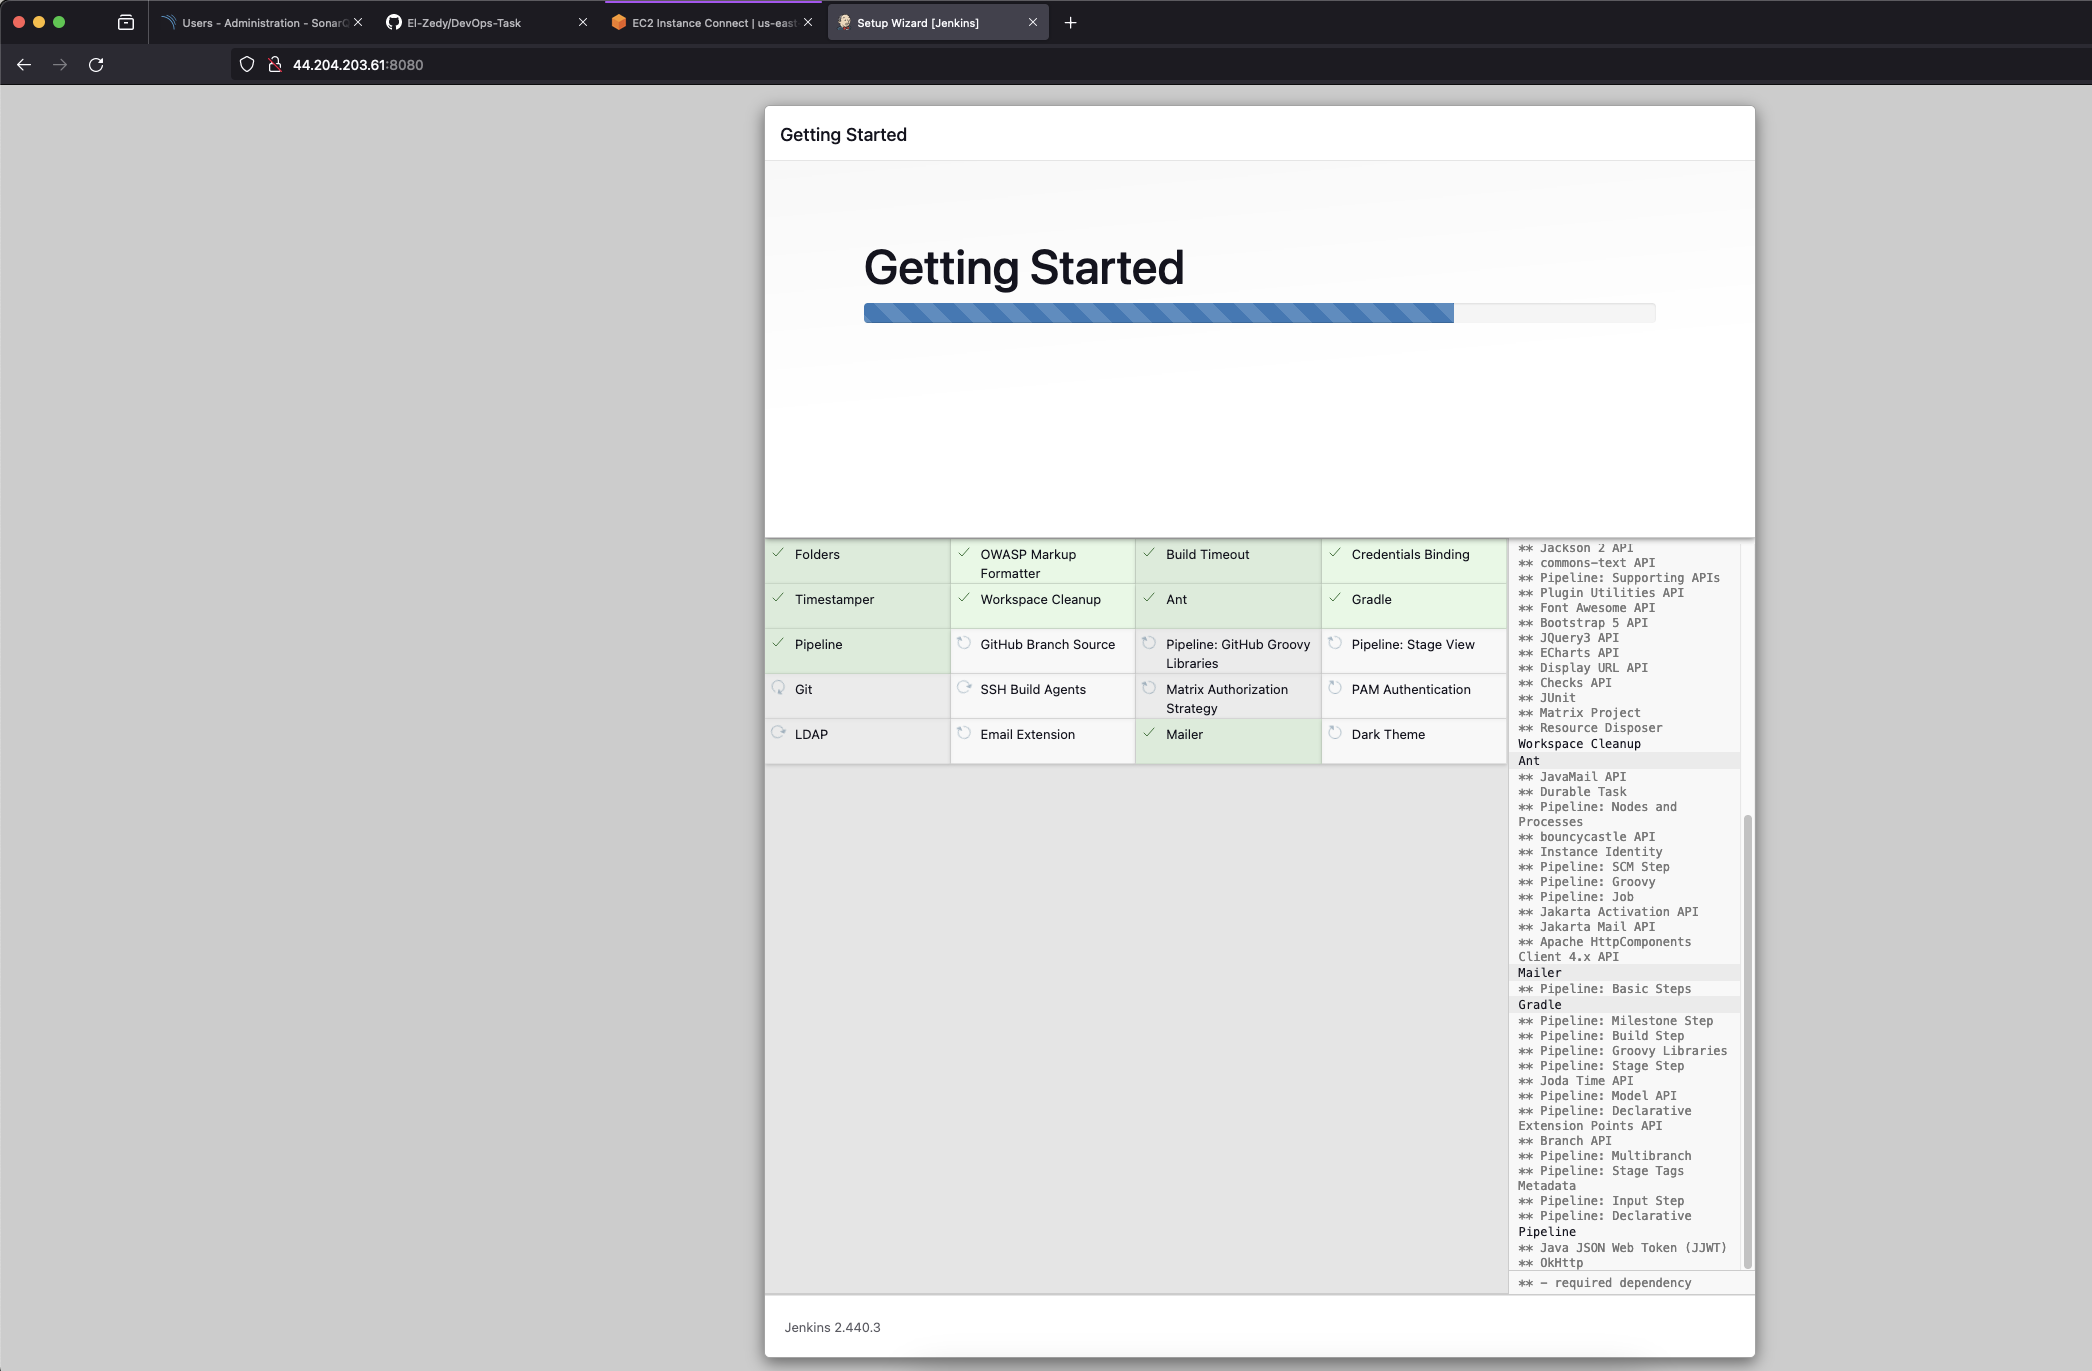 Users - Administration - SonarQ
El-Zedy/DevOps-Task
EC2 Instance Connect | us-east
Setup Wizard [Jenkins]
44.204.203.61:8080
Getting Started
Getting Started
Folders
OWASP Markup
Formatter
Build Timeout
Credentials Binding
Timestamper
Workspace Cleanup
Ant
Gradle
Pipeline
GitHub Branch Source
Pipeline: GitHub Groovy
Libraries
Pipeline: Stage View
Git
SSH Build Agents
Matrix Authorization
Strategy
PAM Authentication
LDAP
Email Extension
Mailer
Dark Theme
** Jackson 2 API
** commons-text API
** Pipeline: Supporting APIs
** Plugin Utilities API
** Font Awesome API
** Bootstrap 5 API
** JQuery3 API
** ECharts API
** Display URL API
** Checks API
** JUnit
** Matrix Project
** Resource Disposer
Workspace Cleanup
Ant
** JavaMail API
** Durable Task
** Pipeline: Nodes and
Processes
** bouncycastle API
** Instance Identity
** Pipeline: SCM Step
** Pipeline: Groovy
** Pipeline: Job
** Jakarta Activation API
** Jakarta Mail API
** Apache HttpComponents
Client 4.x API
Mailer
** Pipeline: Basic Steps
Gradle
** Pipeline: Milestone Step
** Pipeline: Build Step
** Pipeline: Groovy Libraries
** Pipeline: Stage Step
** Joda Time API
** Pipeline: Model API
** Pipeline: Declarative
Extension Points API
** Branch API
** Pipeline: Multibranch
** Pipeline: Stage Tags
Metadata
** Pipeline: Input Step
** Pipeline: Declarative
Pipeline
** Java JSON Web Token (JJWT)
** OkHttp
** - required dependency
Jenkins 2.440.3